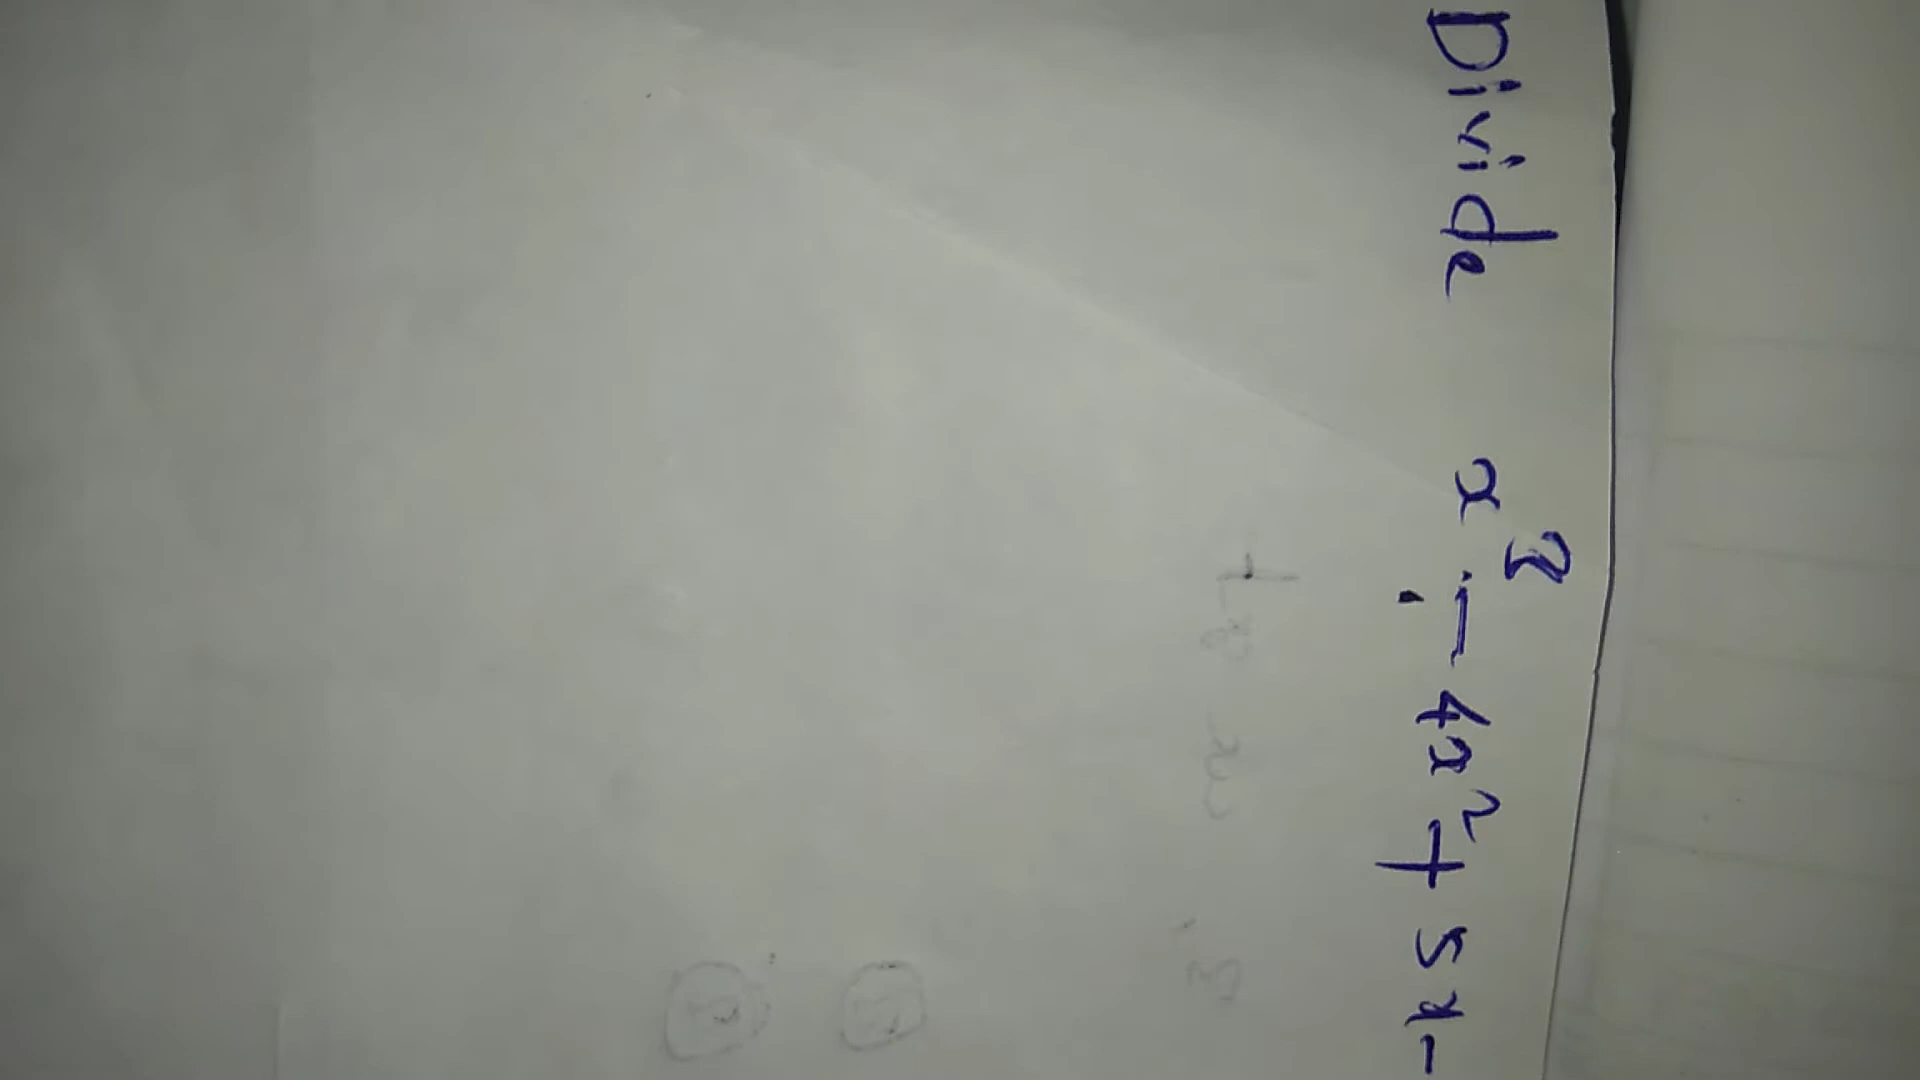 Divide x³ - 4x² + 5x -